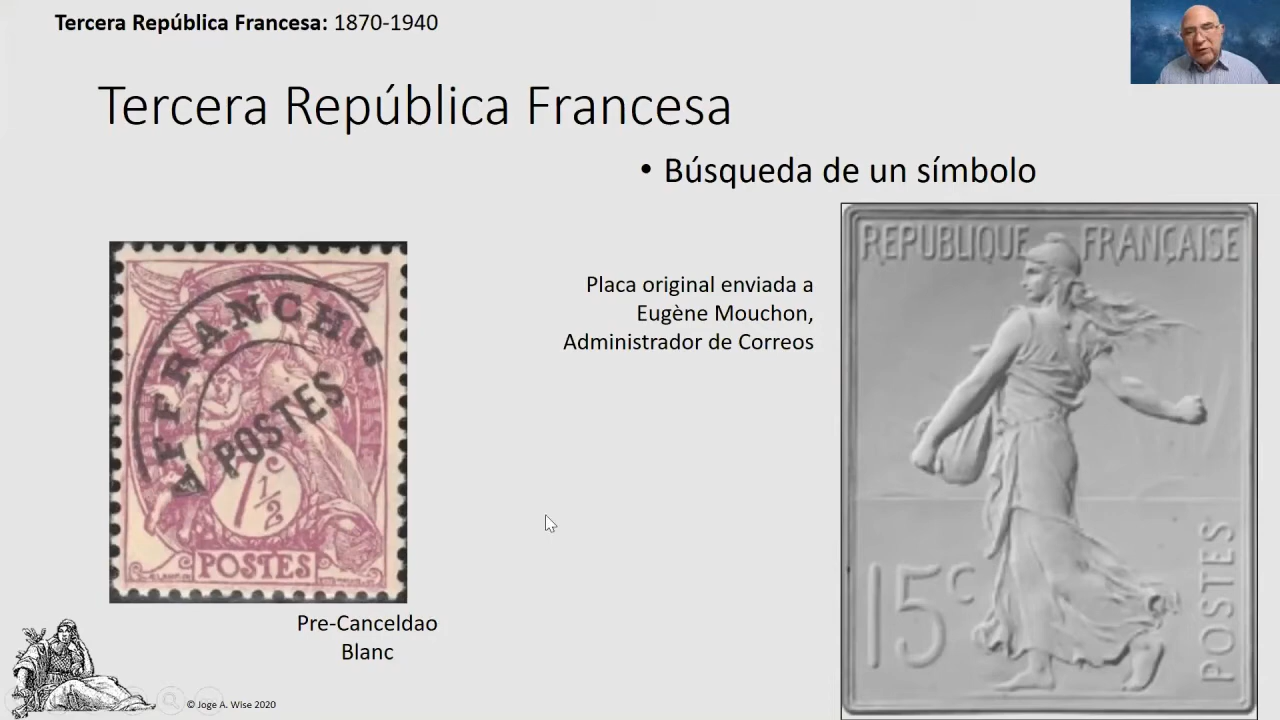 Tercera República Francesa: 1870-1940
Tercera República Francesa
• Búsqueda de un símbolo
AFFRANCHts
POSTES
7 1/2 c
POSTES
Pre-Canceldao
Blanc
Placa original enviada a
Eugène Mouchon,
Administrador de Correos
REPUBLIQUE FRANÇAISE
15 c
POSTES
© Joge A. Wise 2020